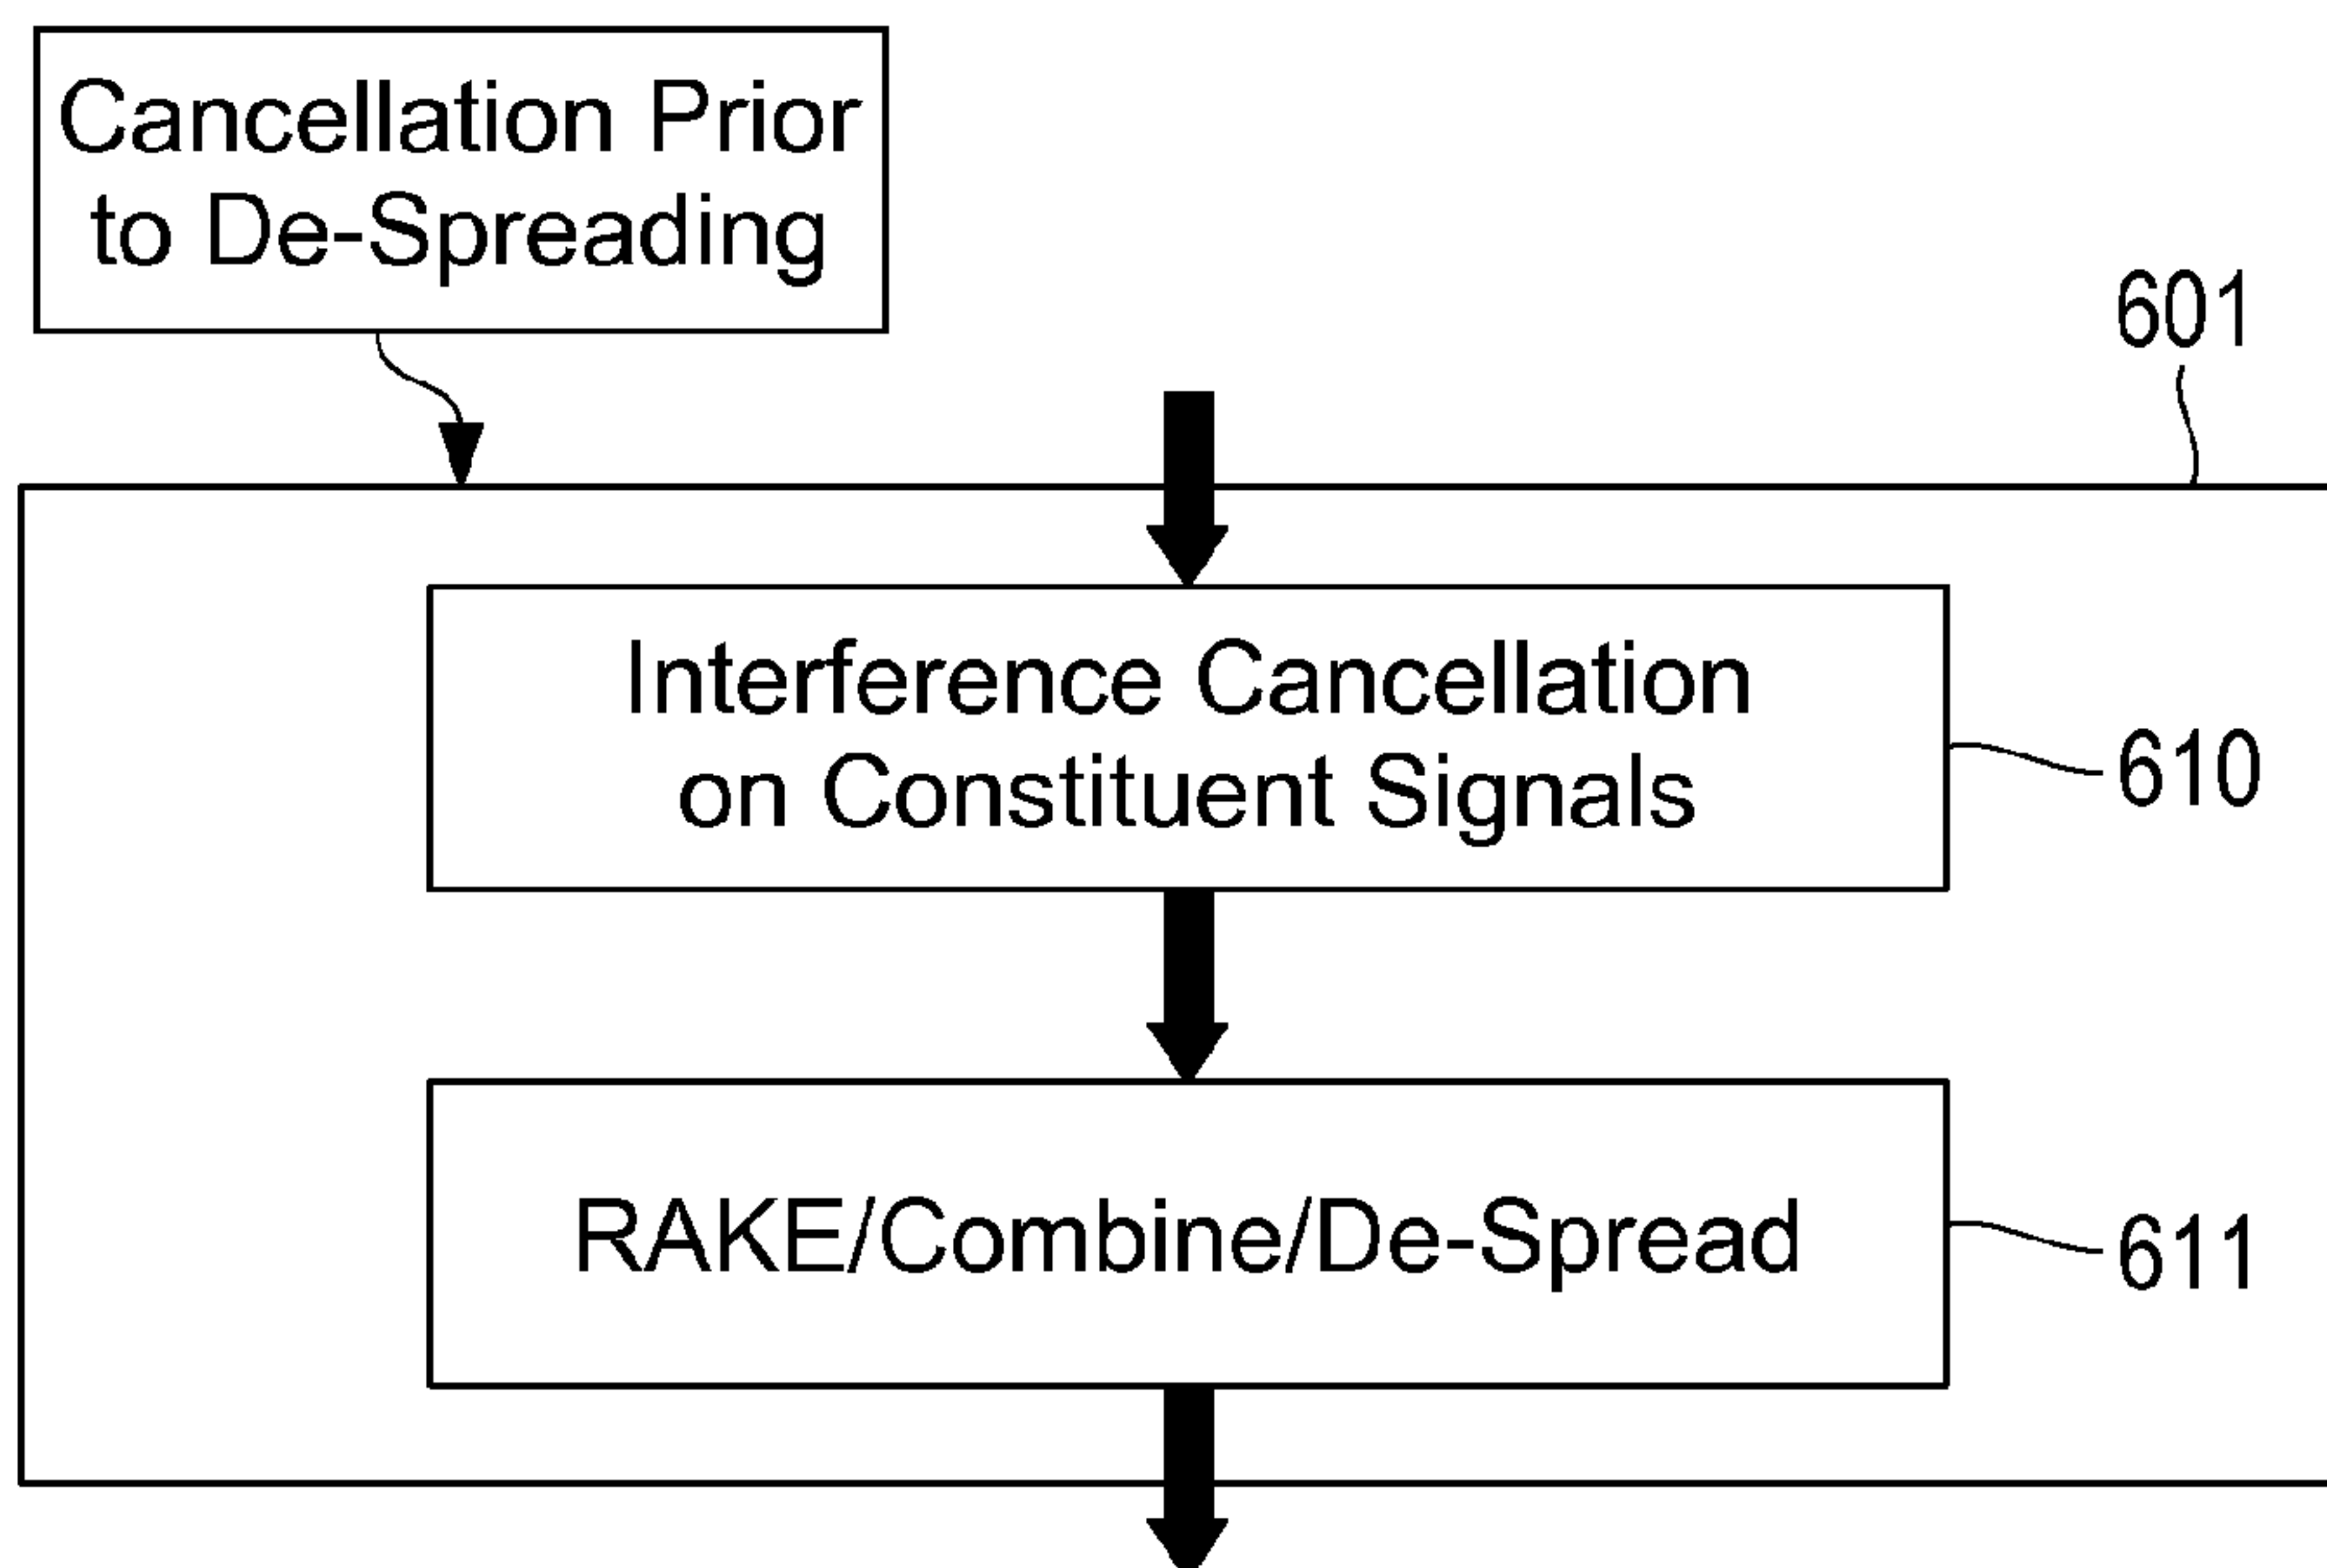 Cancellation Prior
to De-Spreading
601
Interference Cancellation
on Constituent Signals
610
RAKE/Combine/De-Spread
611